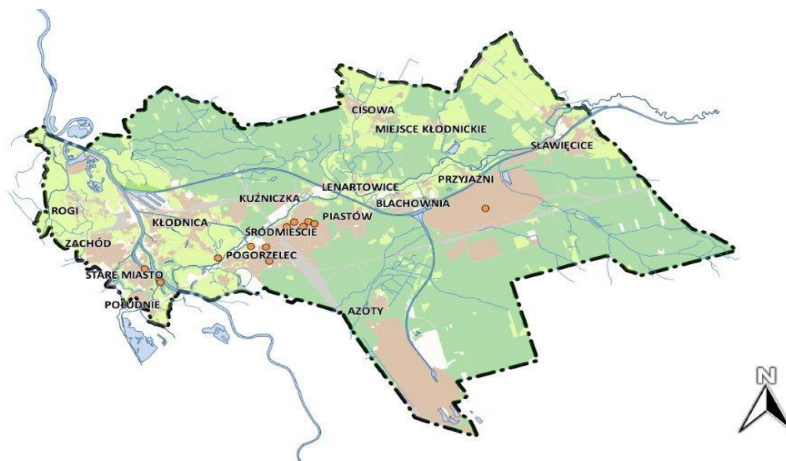 CISOWA
MIEJSCE KŁODNICKIE
SŁAWIĘCICE
PRZYJAŹNI
LENARTOWICE
BLACHOWNIA
KUŹNICZKA
PIASTÓW
ROGI
KŁODNICA
ŚRÓDMIEŚCIE
ZACHÓD
POGORZELEC
STARE MIASTO
POŁUDNIE
AZOTY
N